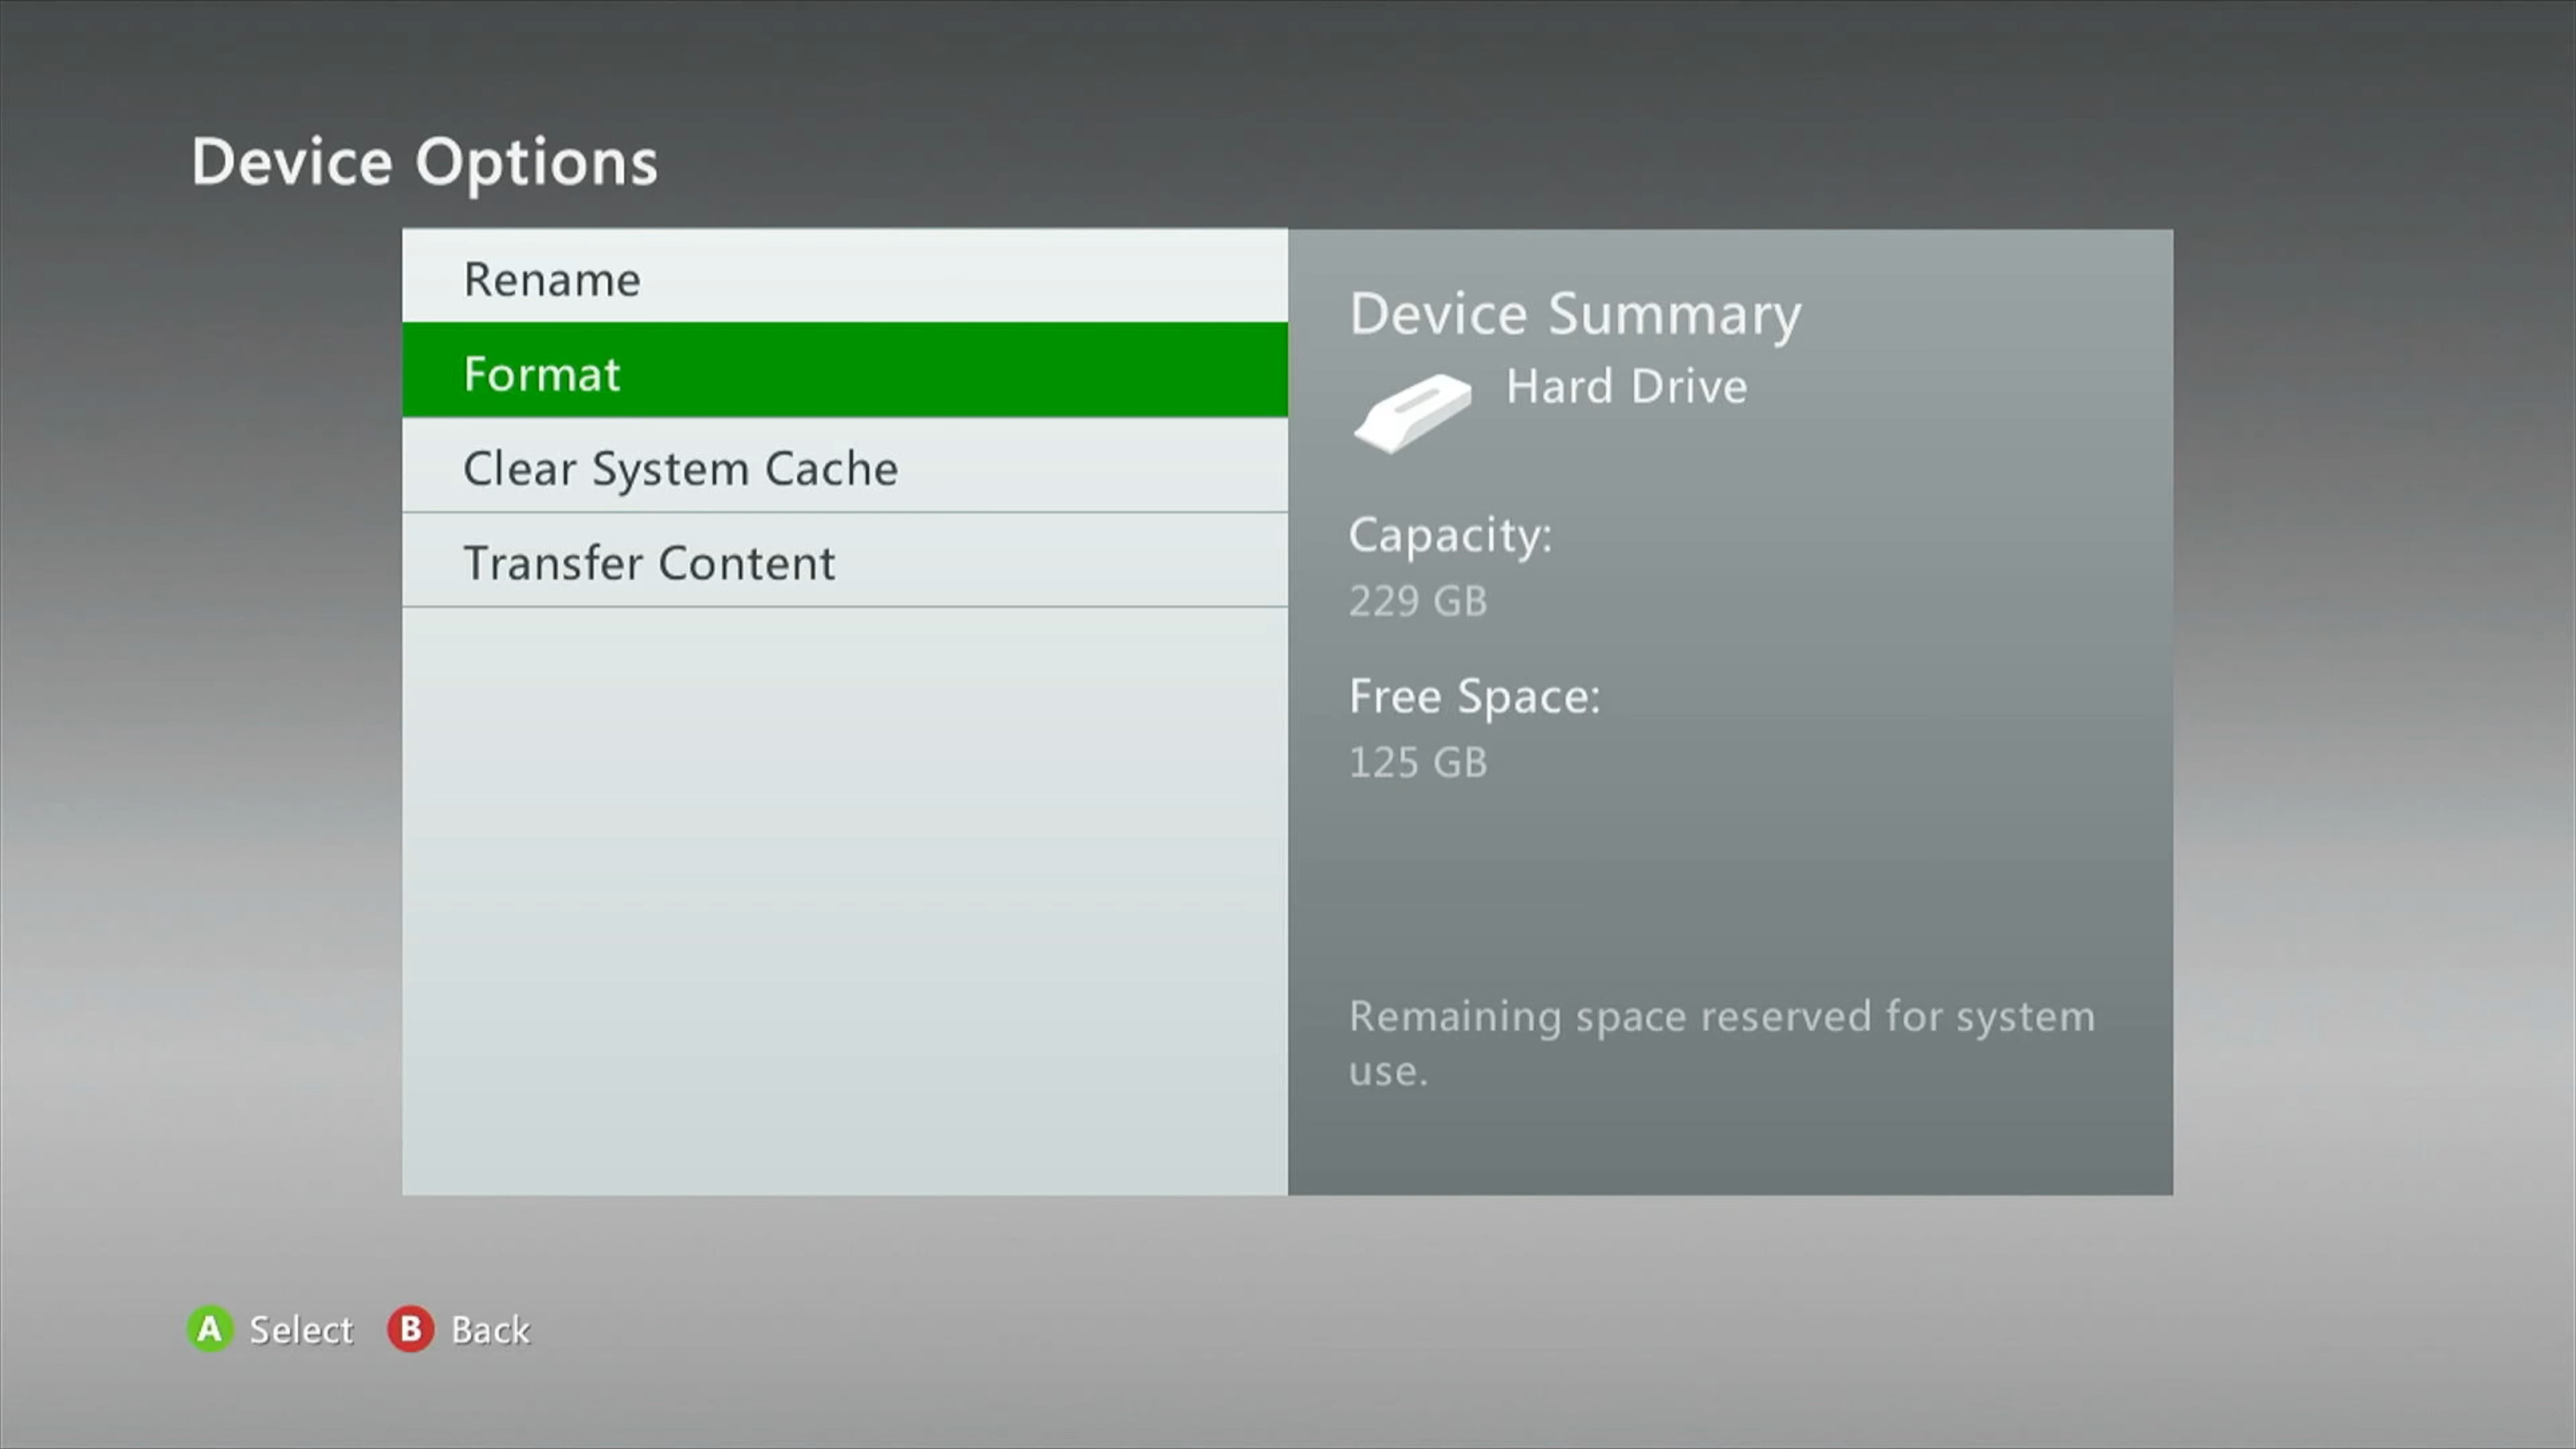 Device Options
Rename
Format
Clear System Cache
Transfer Content
Device Summary
Hard Drive
Capacity:
229 GB
Free Space:
125 GB
Remaining space reserved for system
use.
A Select B Back